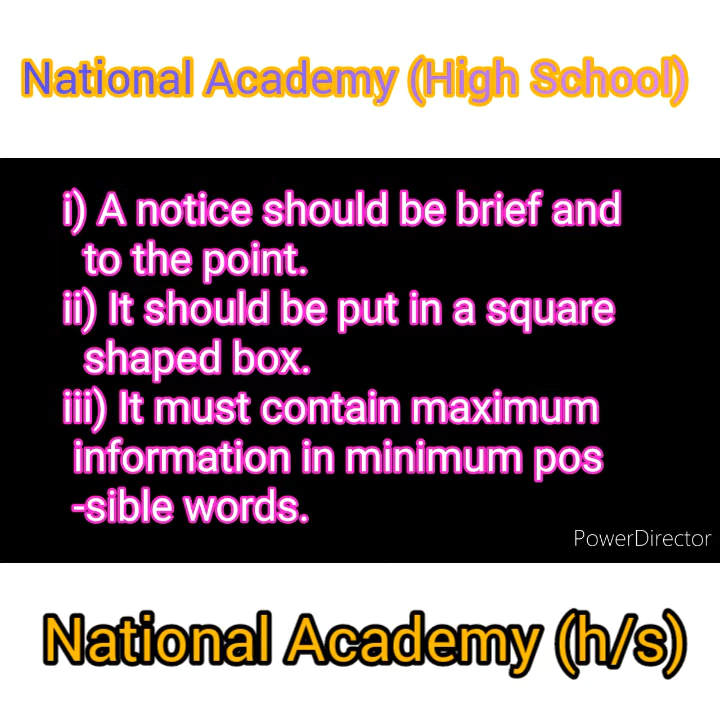 National Academy (High School)
i) A notice should be brief and
to the point.
ii) It should be put in a square
shaped box.
iii) It must contain maximum
information in minimum pos
-sible words.
PowerDirector
National Academy (h/s)